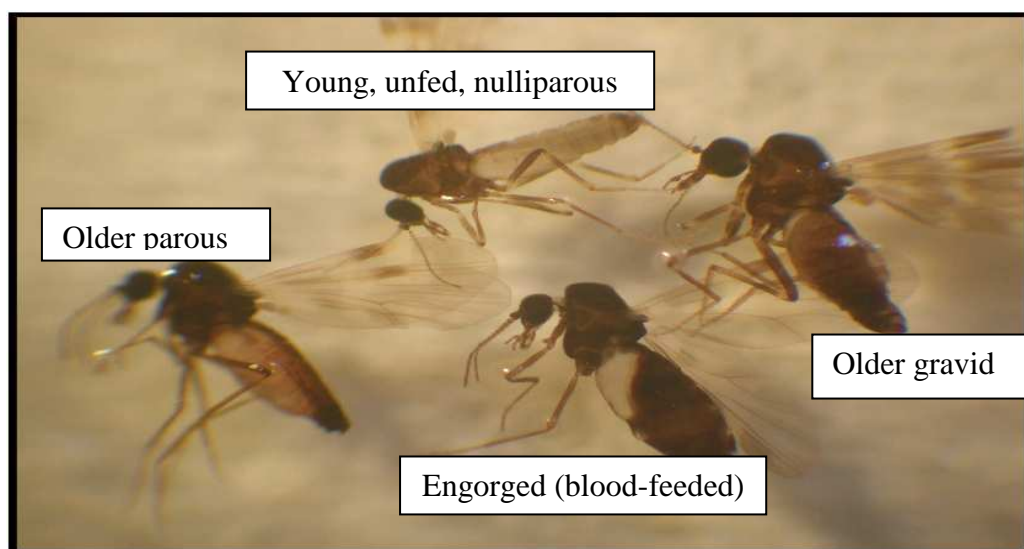 Young, unfed, nulliparous
Older parous
Older gravid
Engorged (blood-feeded)